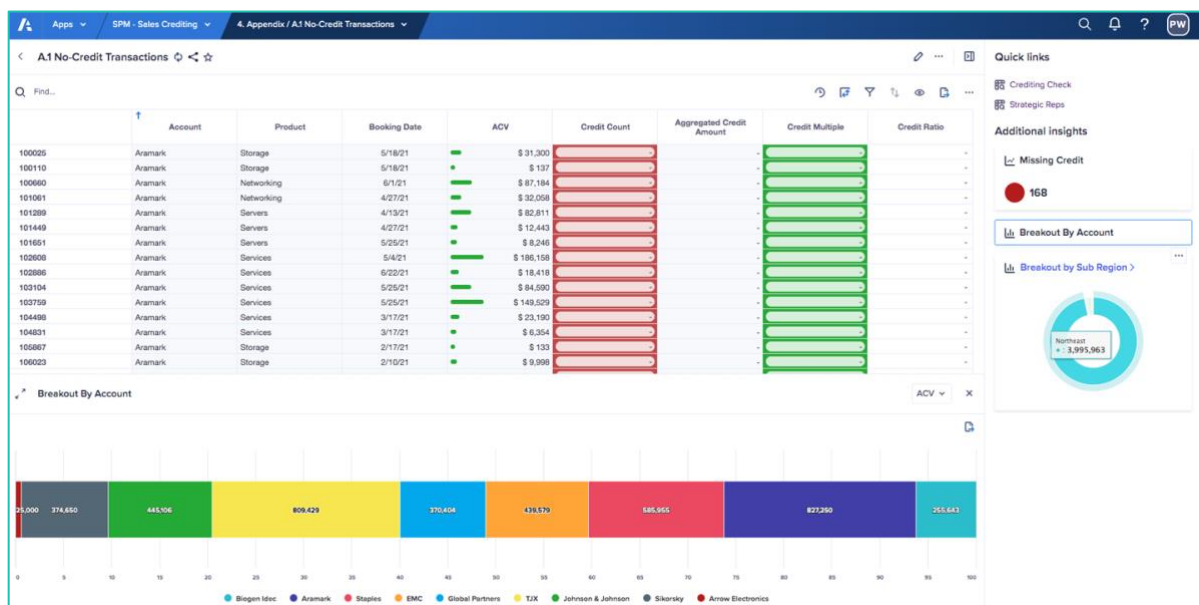 Apps
SPM - Sales Crediting
4. Appendix / A.1 No-Credit Transactions
PW
A.1 No-Credit Transactions
Find...
Account Product Booking Date ACV Credit Count Aggregated Credit Amount Credit Multiple Credit Ratio
100025 Aramark Storage 5/18/21 $ 31,300 - - - -
100110 Aramark Storage 5/18/21 $ 137 - - - -
100660 Aramark Networking 6/1/21 $ 87,184 - - - -
101061 Aramark Networking 4/27/21 $ 32,058 - - - -
101289 Aramark Servers 4/13/21 $ 82,811 - - - -
101449 Aramark Servers 4/27/21 $ 12,443 - - - -
101651 Aramark Servers 5/25/21 $ 8,246 - - - -
102608 Aramark Services 5/4/21 $ 186,158 - - - -
102886 Aramark Services 6/22/21 $ 18,418 - - - -
103104 Aramark Services 5/25/21 $ 84,590 - - - -
103759 Aramark Services 5/25/21 $ 149,529 - - - -
104498 Aramark Services 3/17/21 $ 23,190 - - - -
104831 Aramark Services 3/17/21 $ 6,354 - - - -
105867 Aramark Storage 2/17/21 $ 133 - - - -
106023 Aramark Storage 2/10/21 $ 9,998 - - - -
Breakout By Account
ACV
25,000 374,650 445,106 809,429 370,404 439,579 585,955 827,250 255,643
0 5 10 15 20 25 30 35 40 45 50 55 60 65 70 75 80 85 90 95 100
Biogen Idec Aramark Staples EMC Global Partners TJX Johnson & Johnson Sikorsky Arrow Electronics
Quick links
Crediting Check
Strategic Reps
Additional insights
Missing Credit
168
Breakout By Account
Breakout by Sub Region >
Northeast
: 3,995,963